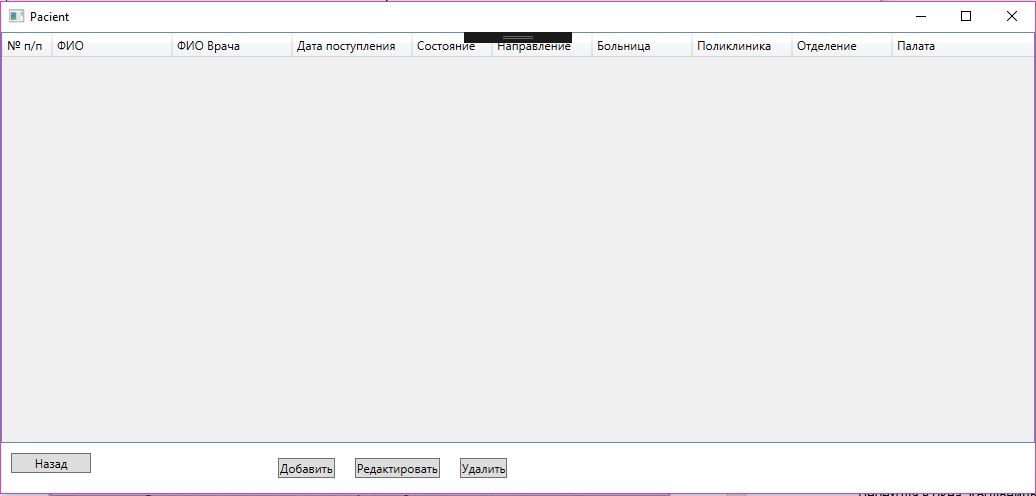 Pacient
№ п/п ФИО ФИО Врача Дата поступления Состояние Направление Больница Поликлиника Отделение Палата
Назад Добавить Редактировать Удалить